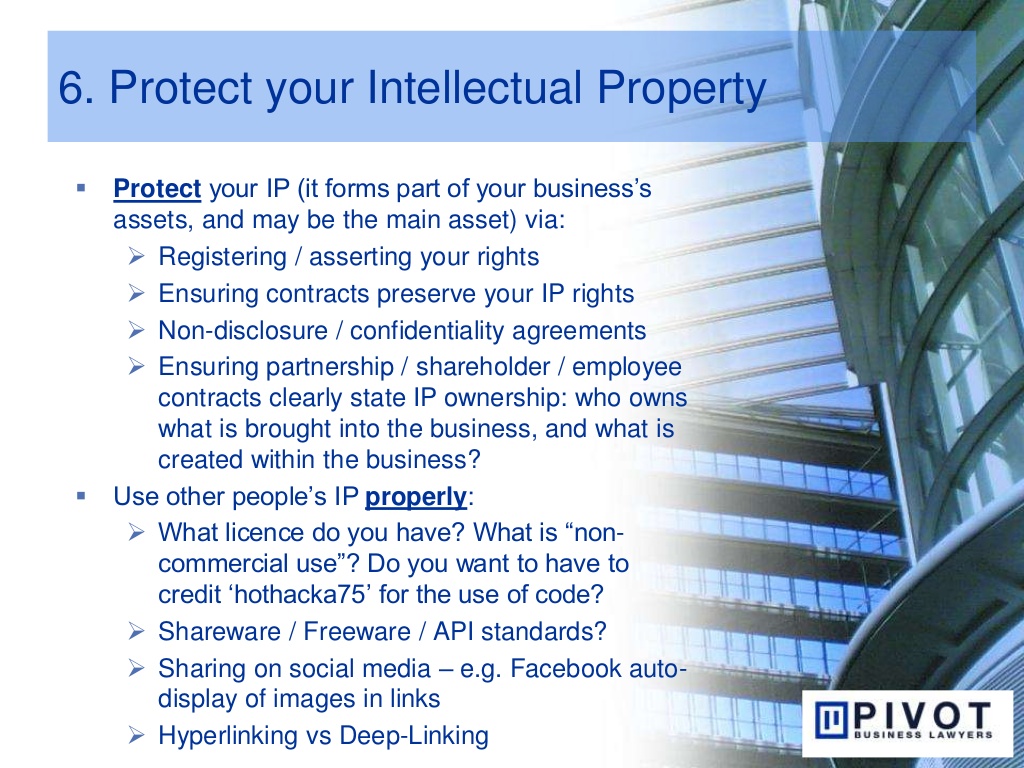 6. Protect your Intellectual Property
▪ Protect your IP (it forms part of your business’s
assets, and may be the main asset) via:
➢ Registering / asserting your rights
➢ Ensuring contracts preserve your IP rights
➢ Non-disclosure / confidentiality agreements
➢ Ensuring partnership / shareholder / employee
contracts clearly state IP ownership: who owns
what is brought into the business, and what is
created within the business?
▪ Use other people’s IP properly:
➢ What licence do you have? What is “non-
commercial use”? Do you want to have to
credit ‘hothacka75’ for the use of code?
➢ Shareware / Freeware / API standards?
➢ Sharing on social media – e.g. Facebook auto-
display of images in links
➢ Hyperlinking vs Deep-Linking
PIVOT
BUSINESS LAWYERS